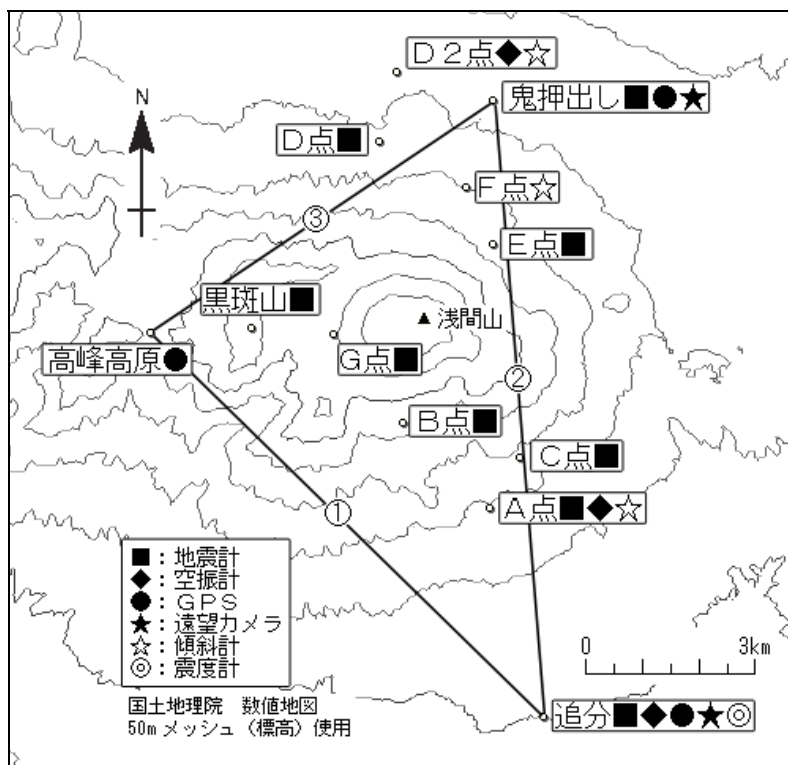 D2点◆☆
鬼押出し■●★
N
D点■
F点☆
③
E点■
黒斑山■
▲浅間山
高峰高原●
G点■
②
B点■
C点■
①
A点■◆☆
■：地震計
◆：空振計
●：GPS
★：遠望カメラ
☆：傾斜計
◎：震度計
0 3km
国土地理院 数値地図
50mメッシュ（標高）使用
追分■◆●★◎